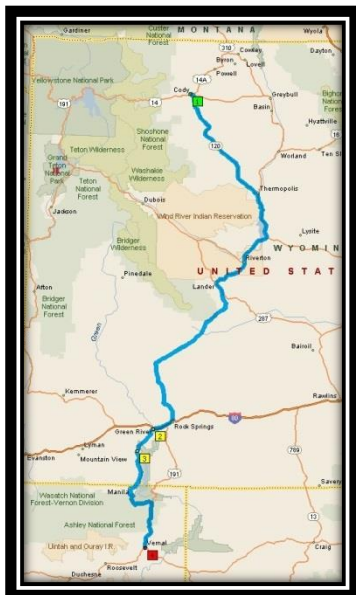 Gardiner
Custer
National
Forest
MONTANA
Wyola
310
Cowley
Dayton
Byron
Lovell
Powell
14A
Yellowstone National Park
191
14
Cody
1
Greybull
Basin
Hyattville
Shoshone
National
Forest
120
Teton Wilderness
Worland
Ten
Grand
Teton
National
Park
Teton
National
Forest
Washakie
Wilderness
Thermopolis
Jackson
Dubois
Wind River Indian Reservation
Lysite
WYOMIN
Bridger
Wilderness
Riverton
UNITED STAT
Pinedale
Lander
Afton
Bridger
National
Forest
Green
287
Bairoil
Kemmerer
Rawlins
80
Rock Springs
Green River
2
Lyman
Evanston
Mountain View
3
191
789
Wasatch National
Forest-Vernon Division
Manila
Savery
Ashley National Forest
13
Uintah and Ouray I.R.
Vernal
Craig
Roosevelt
Duchesne